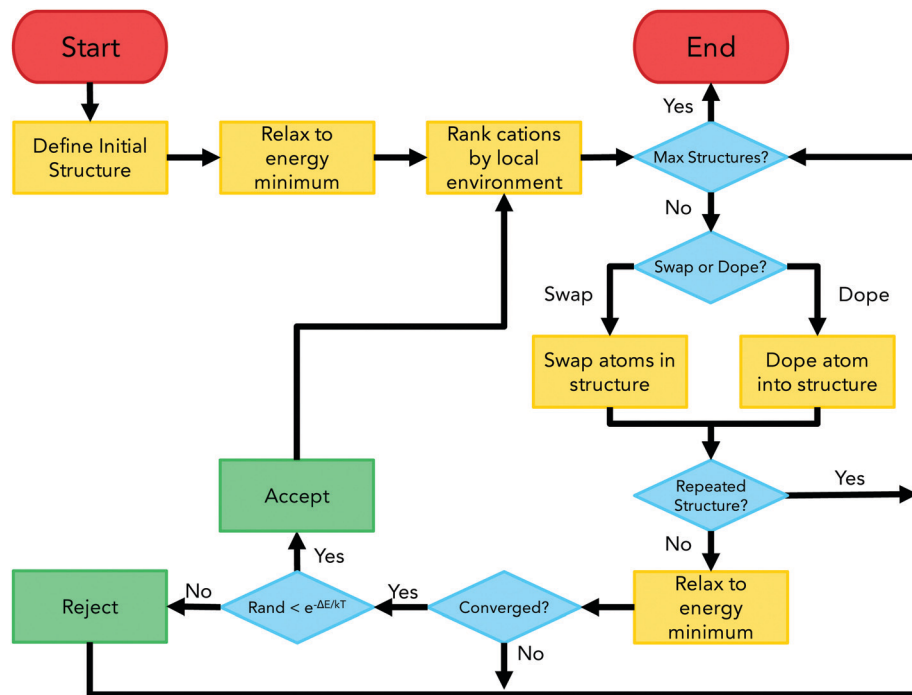 Start
End
Yes
Define Initial
Structure
Relax to
energy
minimum
Rank cations
by local
environment
Max Structures?
No
Swap or Dope?
Swap
Dope
Swap atoms in
structure
Dope atom
into structure
Repeated
Structure?
Yes
No
Accept
Yes
Reject
No
Rand < e-ΔE/kT
Yes
Converged?
No
Relax to
energy
minimum